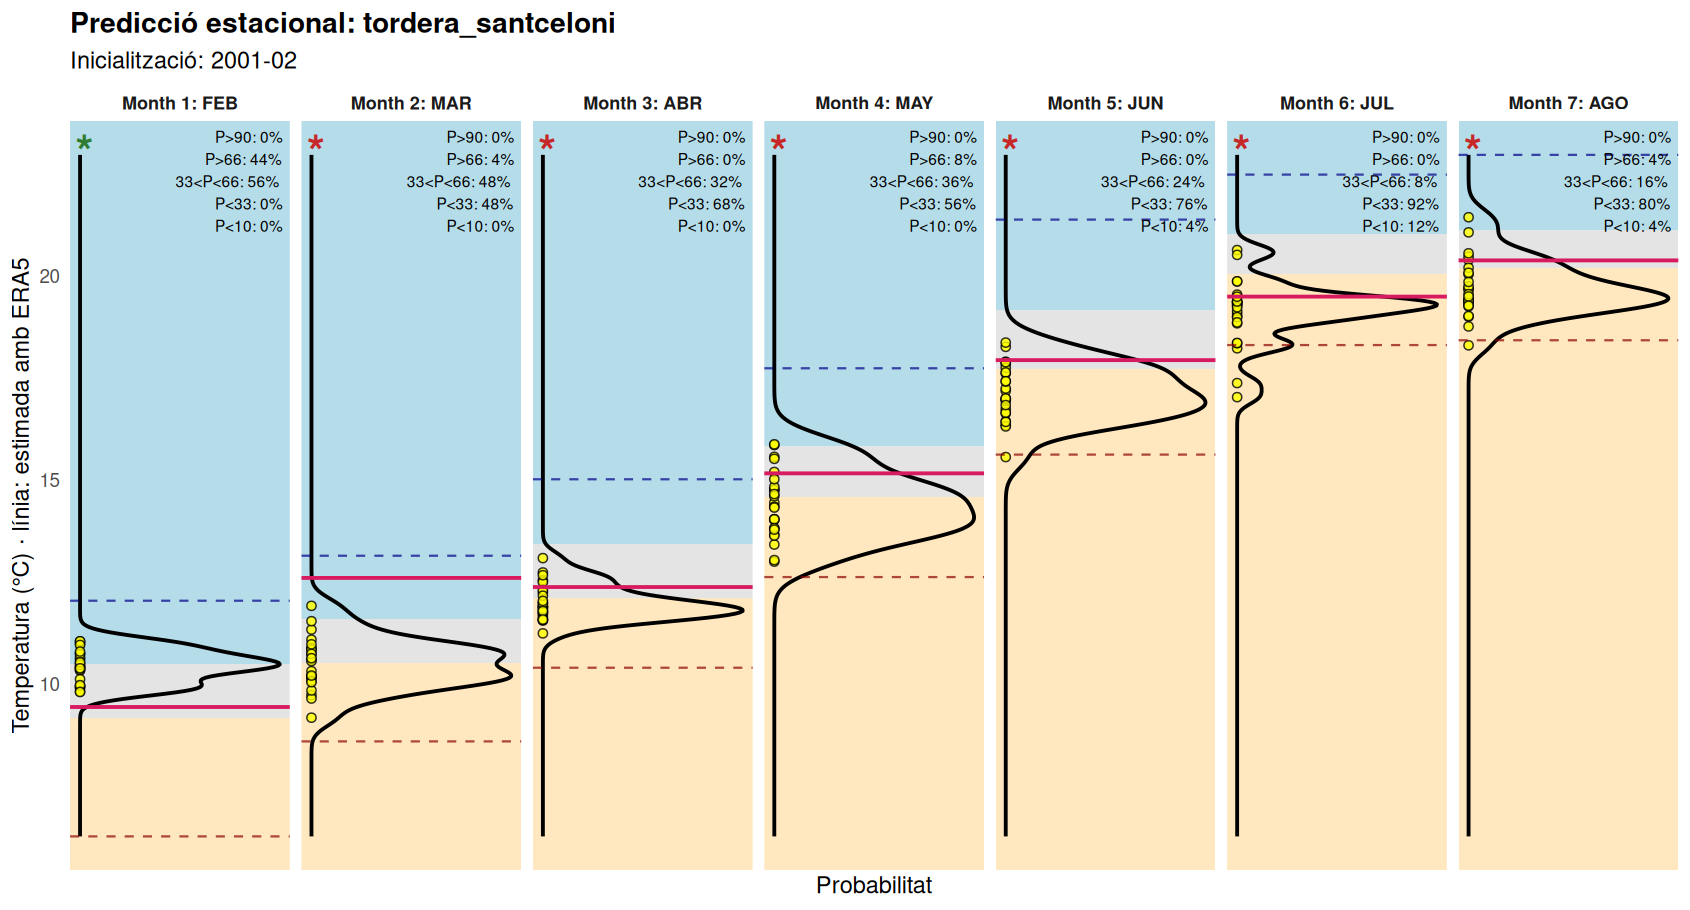 Predicció estacional: tordera_santceloni
Inicialització: 2001-02
Month 1: FEB
Month 2: MAR
Month 3: ABR
Month 4: MAY
Month 5: JUN
Month 6: JUL
Month 7: AGO
*
P>90: 0%
P>66: 44%
33<P<66: 56%
P<33: 0%
P<10: 0%
*
P>90: 0%
P>66: 4%
33<P<66: 48%
P<33: 48%
P<10: 0%
*
P>90: 0%
P>66: 0%
33<P<66: 32%
P<33: 68%
P<10: 0%
*
P>90: 0%
P>66: 8%
33<P<66: 36%
P<33: 56%
P<10: 0%
*
P>90: 0%
P>66: 0%
33<P<66: 24%
P<33: 76%
P<10: 4%
*
P>90: 0%
P>66: 0%
33<P<66: 8%
P<33: 92%
P<10: 12%
*
P>90: 0%
P>66: 4%
33<P<66: 16%
P<33: 80%
P<10: 4%
20
15
10
Temperatura (°C) · línia: estimada amb ERA5
Probabilitat